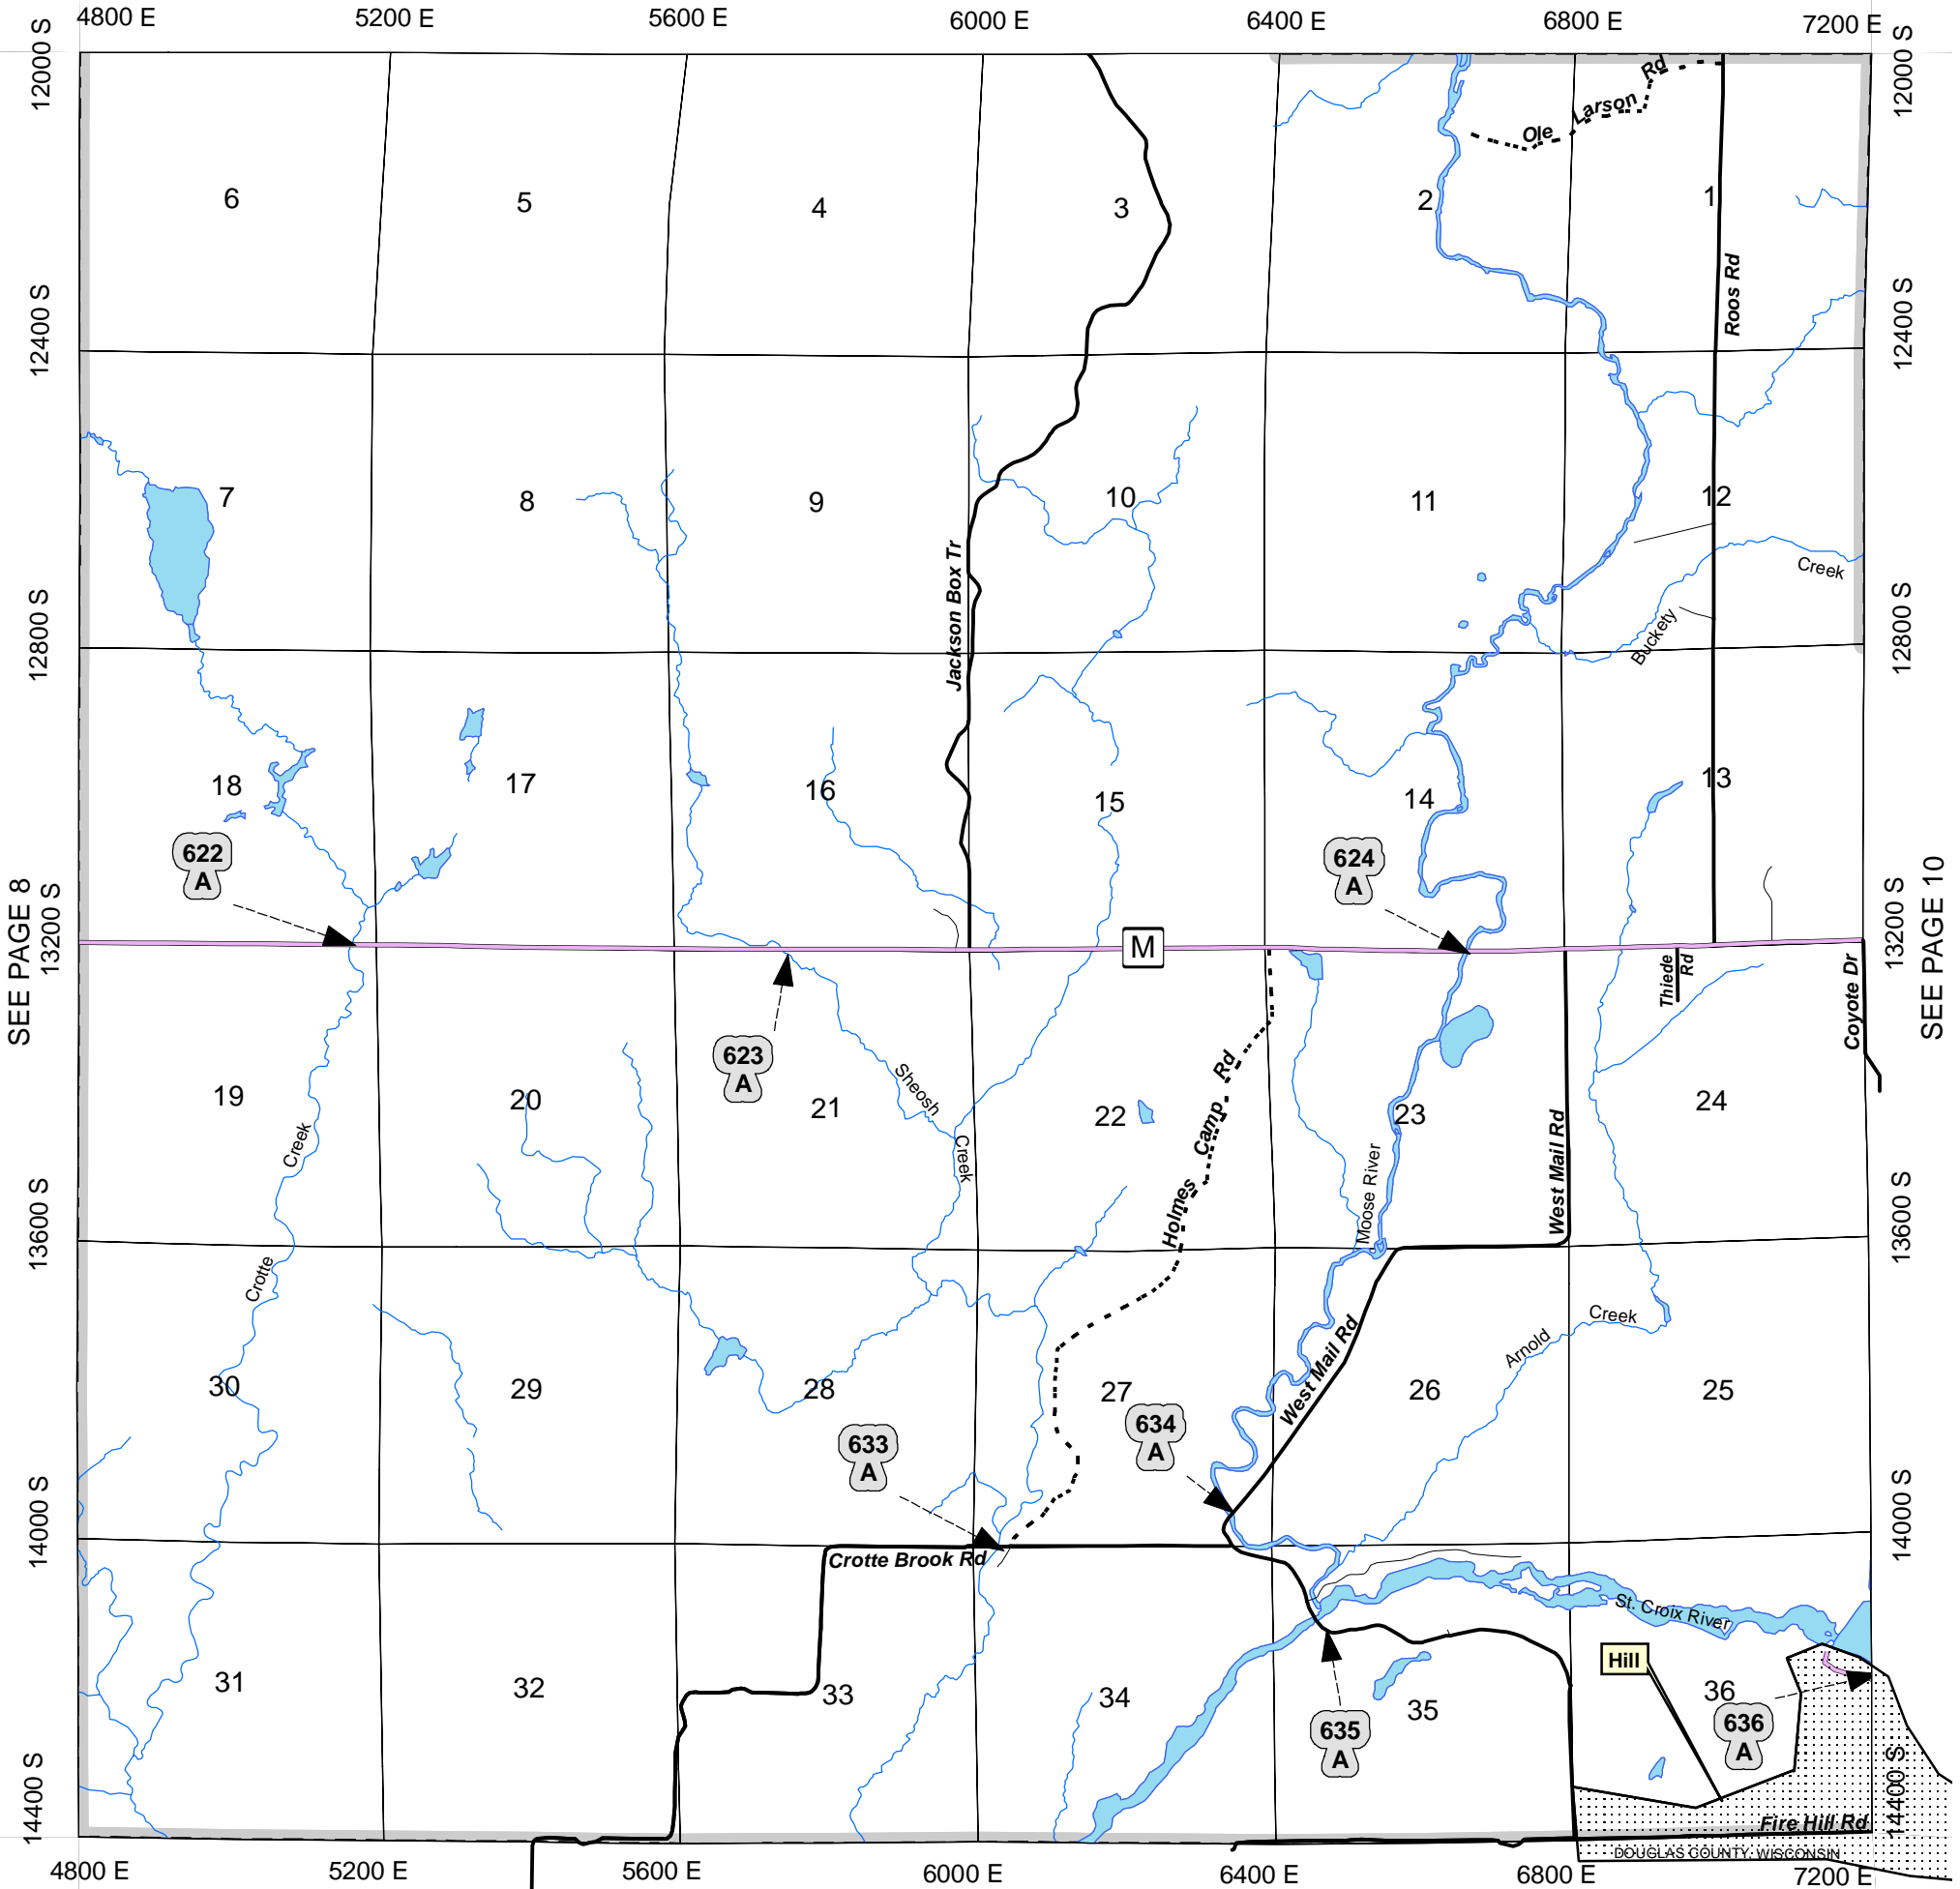 4800 E 5200 E 5600 E 6000 E 6400 E 6800 E 7200 E
12000 S
12000 S
Ole Larson Rd
6 5 4 3 2 1
Roos Rd
12400 S
12400 S
7 8 9 10 11 12
Jackson Box Tr
Creek
Buckety
12800 S
12800 S
18 17 16 15 14 13
622
A
624
A
SEE PAGE 8
13200 S
M
13200 S
SEE PAGE 10
Thiede
Rd
Coyote Dr
623
A
Sheosh
Creek
Holmes Camp Rd
19 20 21 22 23 24
Creek
Moose River
West Mail Rd
13600 S
13600 S
Crotte
Creek
Arnold
West Mail Rd
30 29 28 27 26 25
633
A
634
A
14000 S
14000 S
Crotte Brook Rd
St. Croix River
Hill
31 32 33 34 35 36
635
A
636
A
14400 S
14400 S
Fire Hill Rd
DOUGLAS COUNTY, WISCONSIN
4800 E 5200 E 5600 E 6000 E 6400 E 6800 E 7200 E